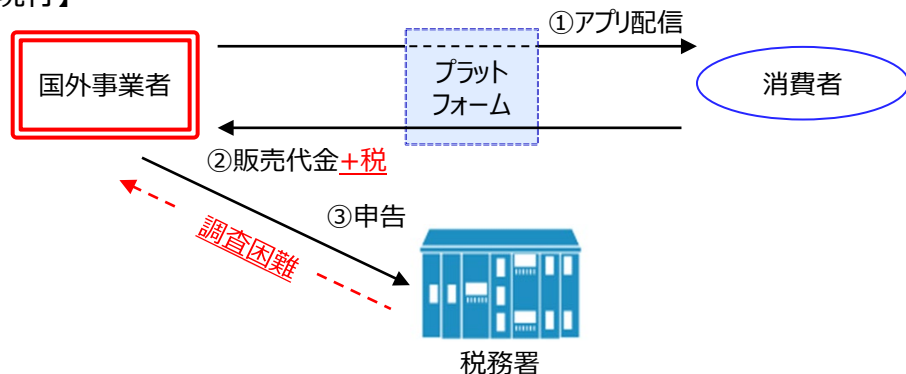 現行】
①アプリ配信
国外事業者
プラット
フォーム
消費者
②販売代金+税
③申告
調査困難
税務署